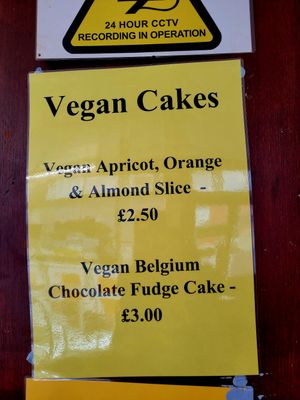 24 HOUR CCTV
RECORDING IN OPERATION
Vegan Cakes
Vegan Apricot, Orange
& Almond Slice -
£2.50
Vegan Belgium
Chocolate Fudge Cake -
£3.00